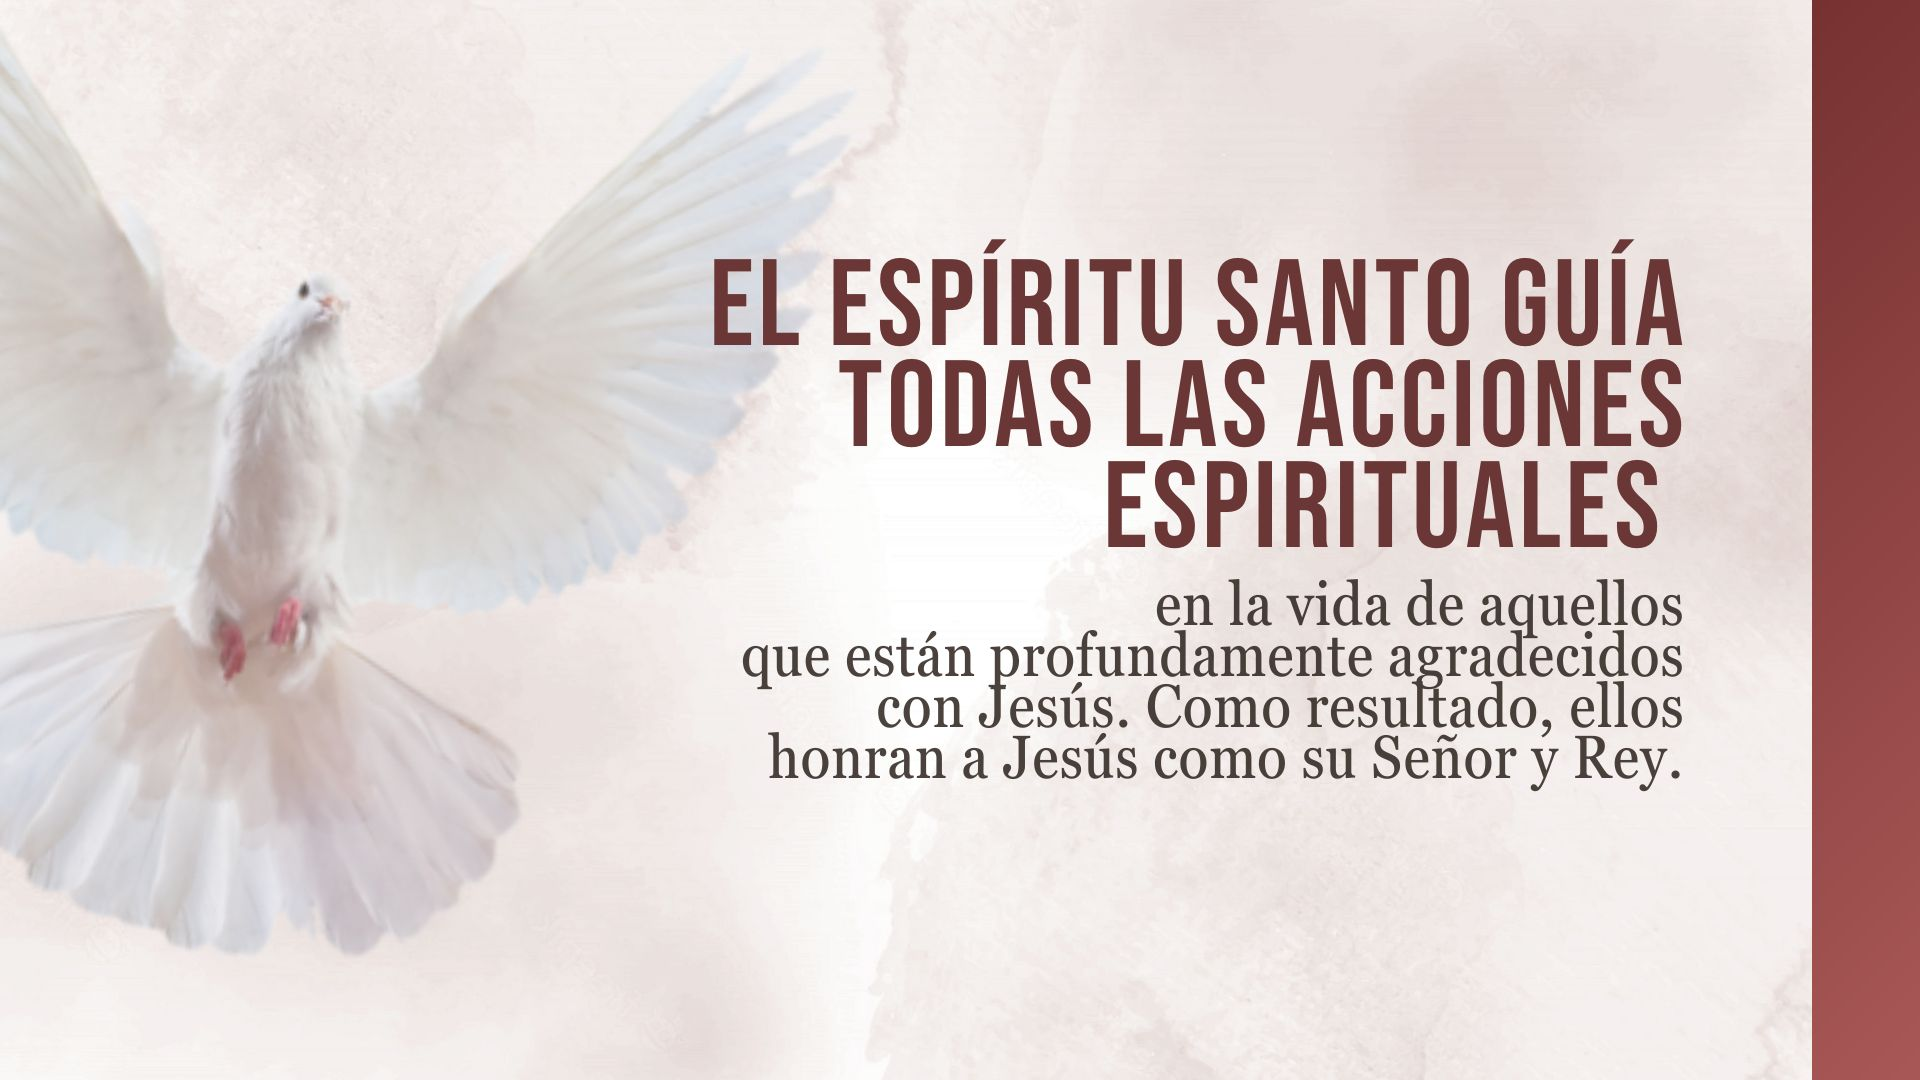 EL ESPÍRITU SANTO GUÍA
TODAS LAS ACCIONES
ESPIRITUALES
en la vida de aquellos
que están profundamente agradecidos
con Jesús. Como resultado, ellos
honran a Jesús como su Señor y Rey.